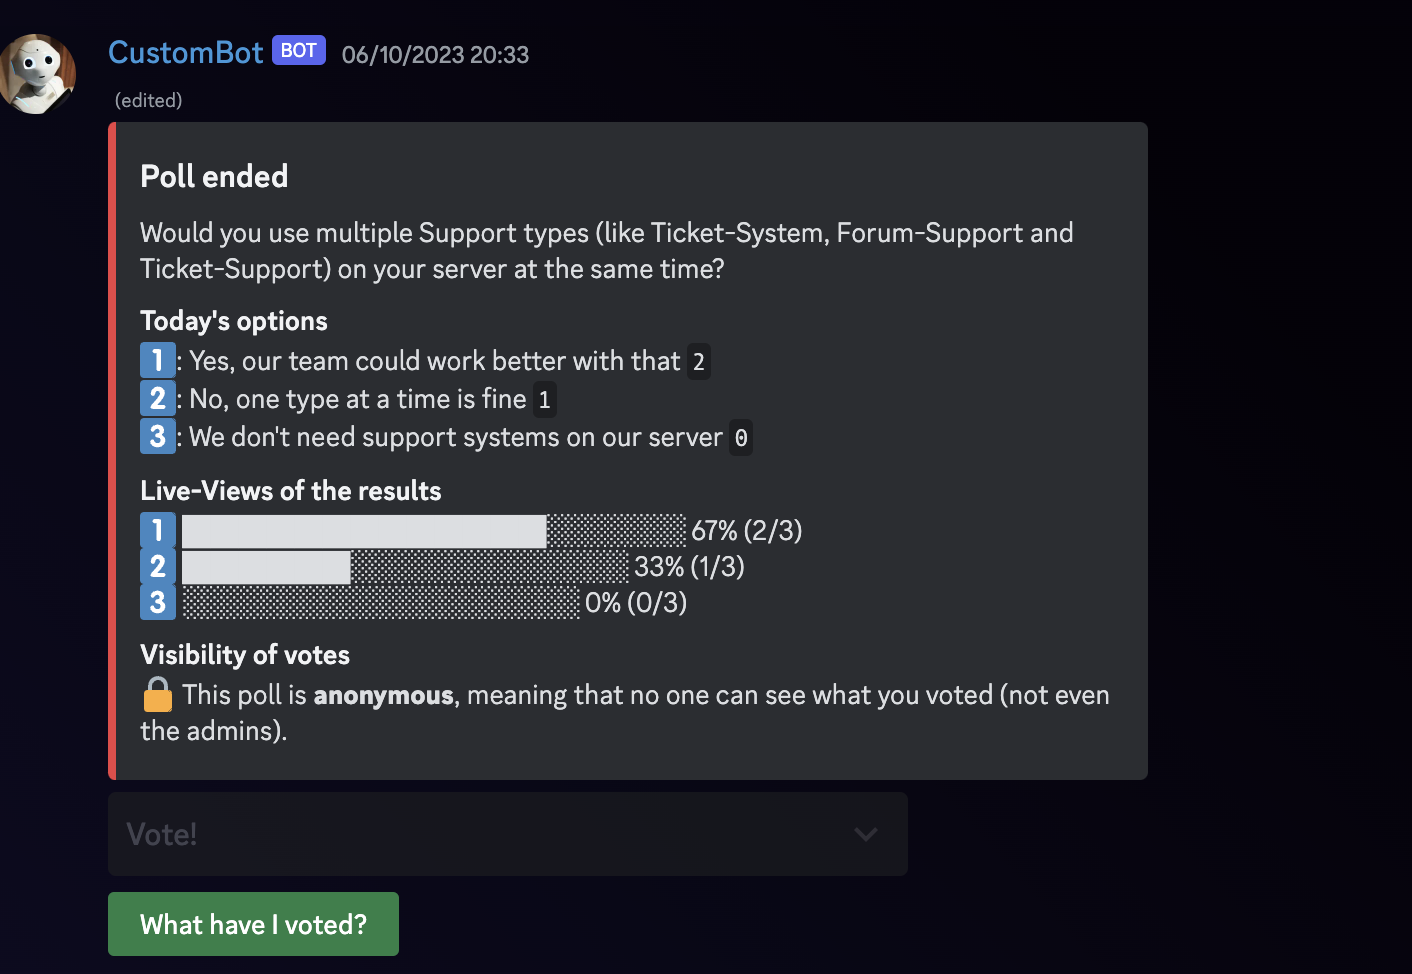 CustomBot BOT 06/10/2023 20:33
(edited)
Poll ended
Would you use multiple Support types (like Ticket-System, Forum-Support and
Ticket-Support) on your server at the same time?
Today's options
1: Yes, our team could work better with that 2
2: No, one type at a time is fine 1
3: We don't need support systems on our server 0
Live-Views of the results
1 67% (2/3)
2 33% (1/3)
3 0% (0/3)
Visibility of votes
This poll is anonymous, meaning that no one can see what you voted (not even
the admins).
Vote!
What have I voted?